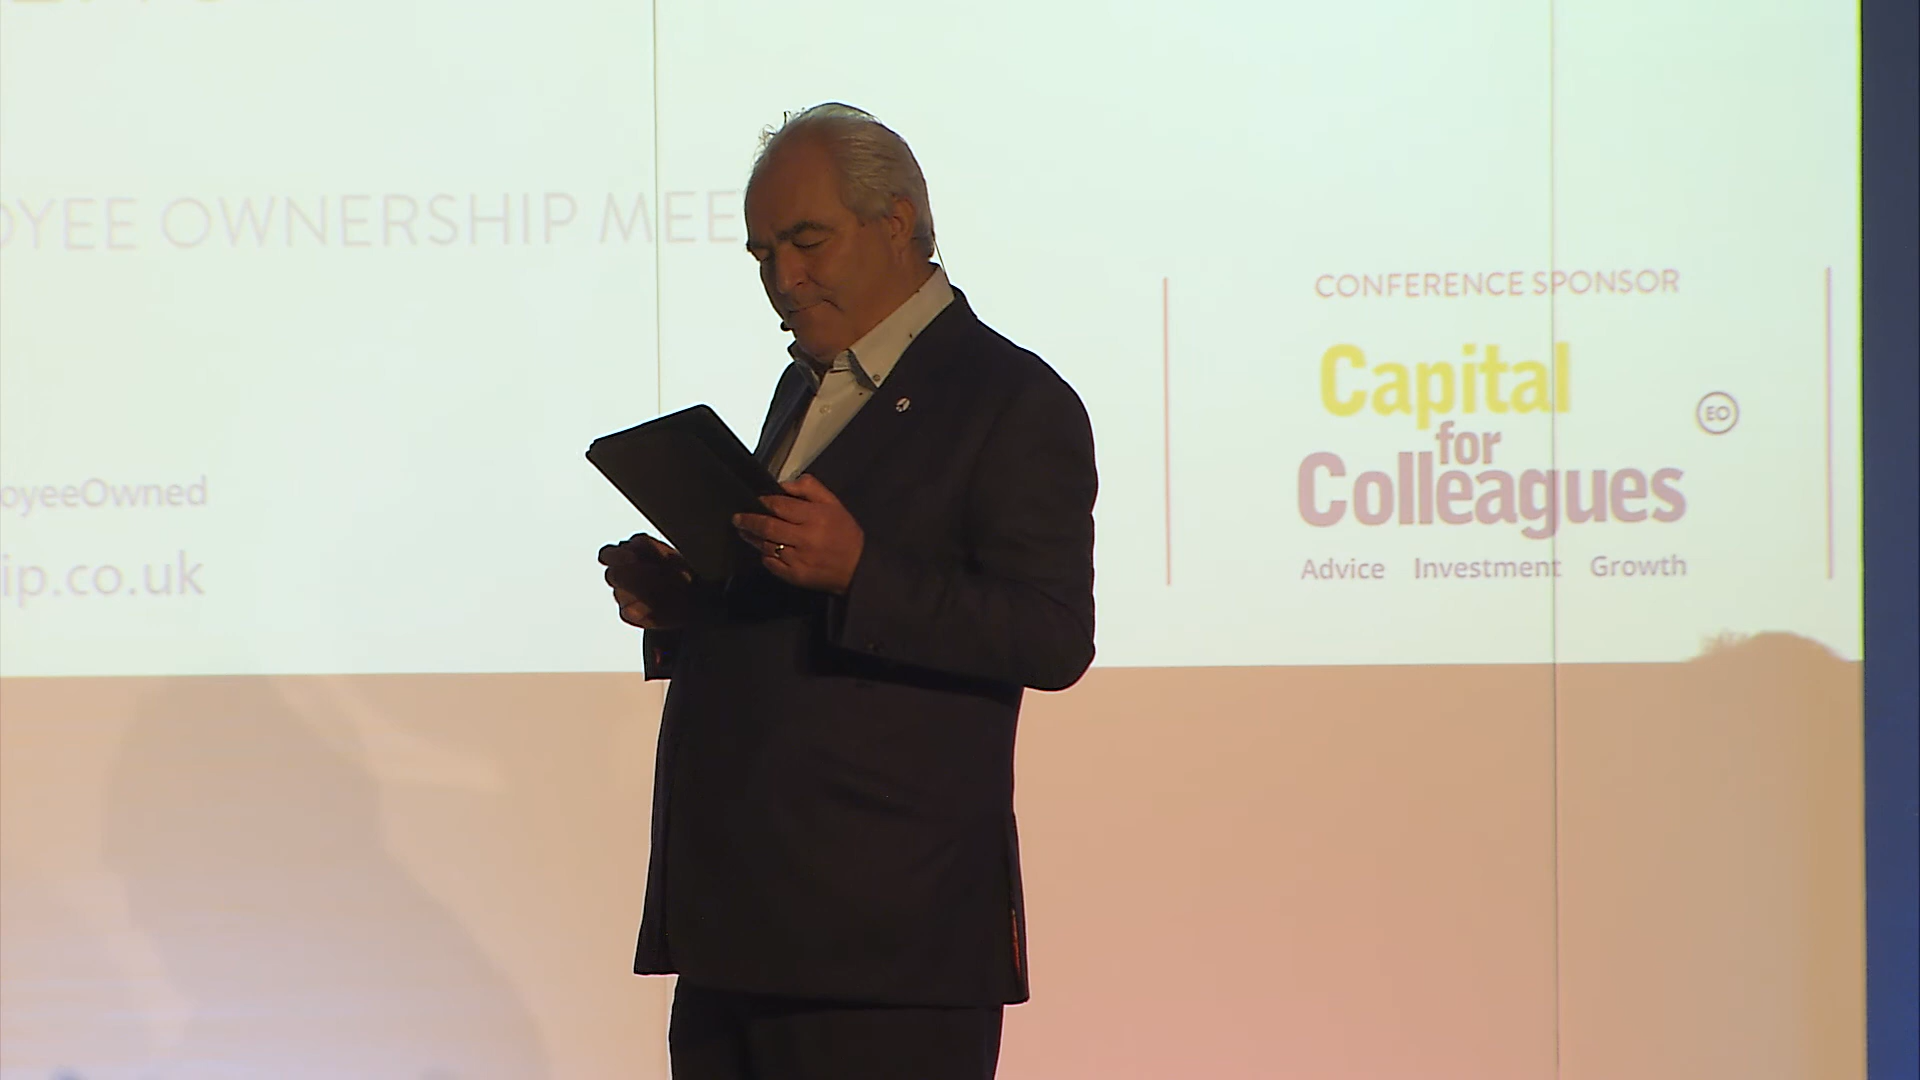 OYEE OWNERSHIP MEE
CONFERENCE SPONSOR
Capital
for
Colleagues
EO
Advice Investment Growth
oyeeOwned
ip.co.uk